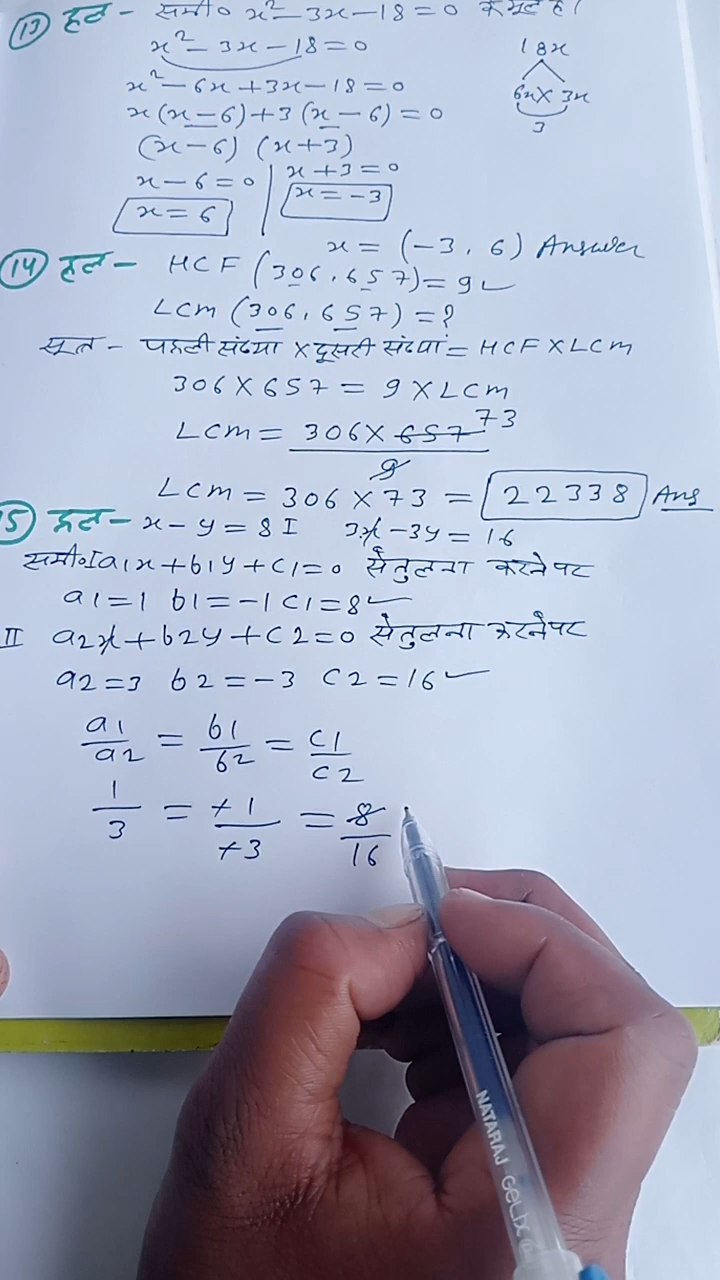 (13) हल - समी० x² - 3x - 18 = 0 के मूल है।
x² - 3x - 18 = 0
18x
x² - 6x + 3x - 18 = 0
6x X 3x
x(x - 6) + 3(x - 6) = 0
3
(x - 6) (x + 3)
x - 6 = 0 | x + 3 = 0
x = 6 | x = -3
x = (-3, 6) Answer
(14) हल - HCF (306, 657) = 9
LCM (306, 657) = ?
सूत्र - पहली संख्या X दूसरी संख्या = HCF X LCM
306 X 657 = 9 X LCM
LCM = 306 X 657 73
9
LCM = 306 X 73 = 22338 Ans
15 हल - x - y = 8 I 3x - 3y = 16
समी० I a1x + b1y + c1 = 0 से तुलना करने पर
a1 = 1 b1 = -1 c1 = 8
II a2x + b2y + c2 = 0 से तुलना करने पर
a2 = 3 b2 = -3 c2 = 16
a1/a2 = b1/b2 = c1/c2
1/3 = +1/+3 = 8/16
NATARAJ GELIX